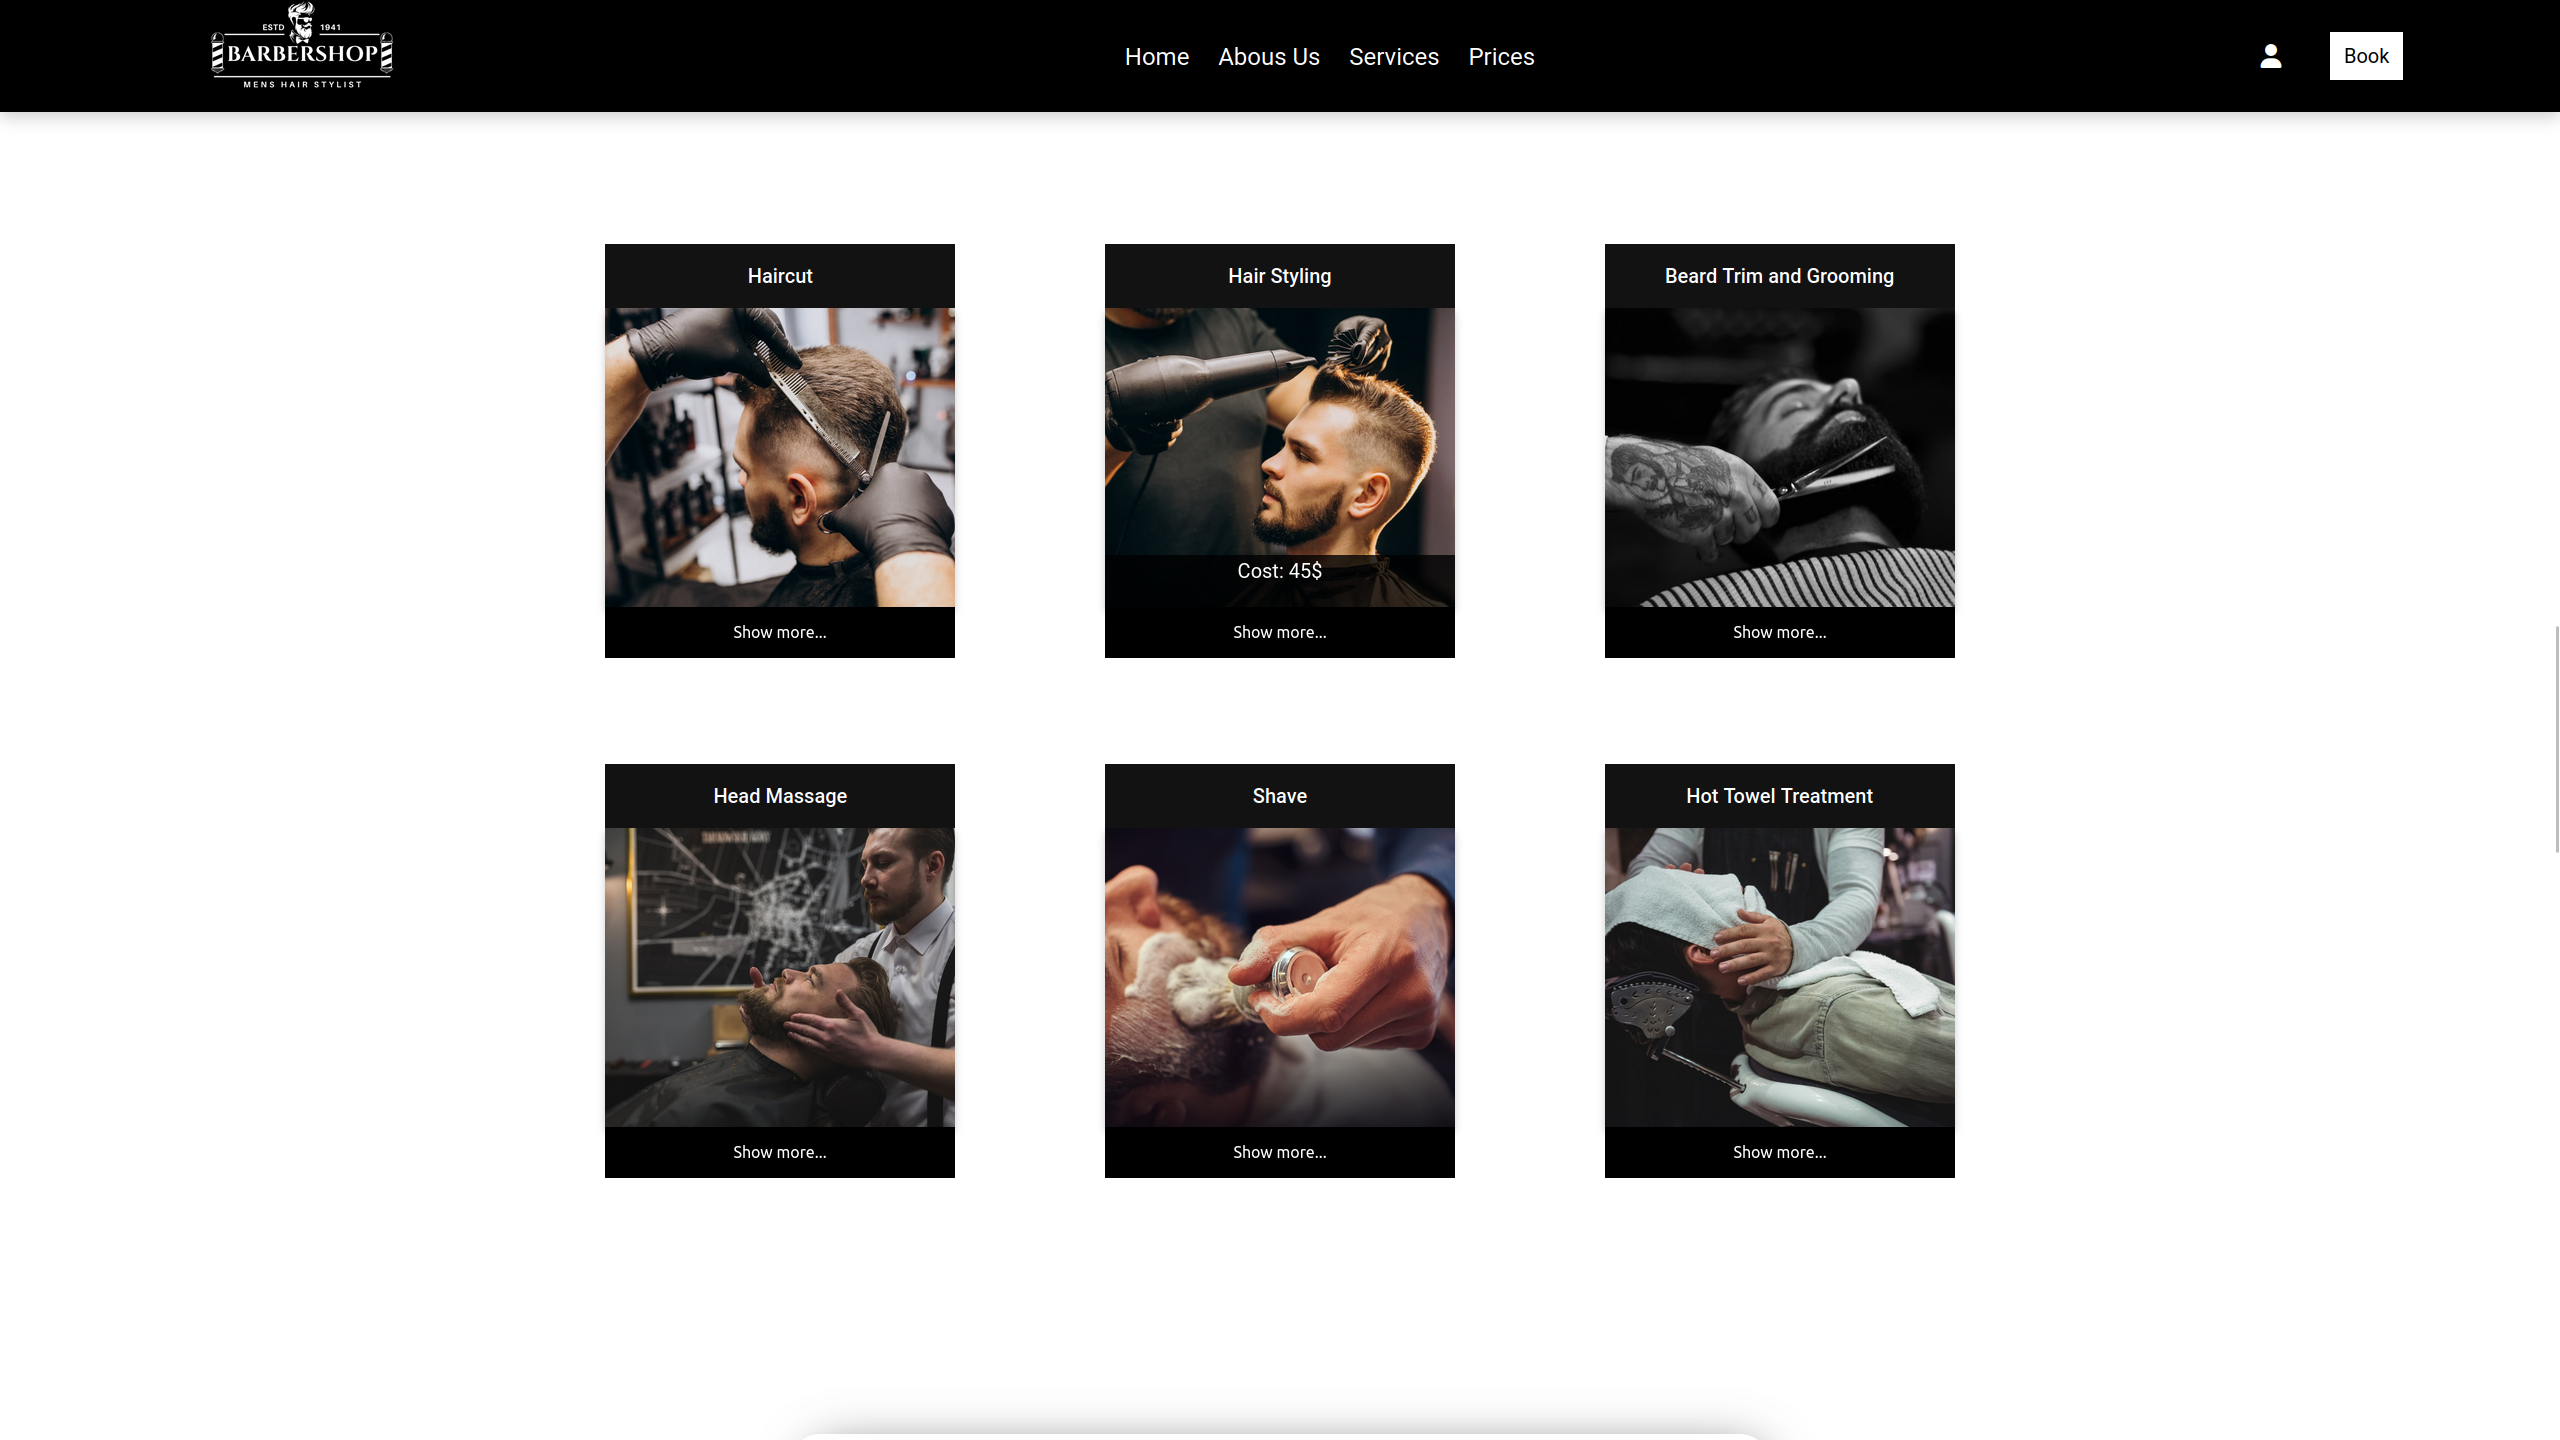 ESTD 1941
BARBERSHOP
MENS HAIR STYLIST
Home Abous Us Services Prices
Book
Haircut
Hair Styling
Beard Trim and Grooming
Cost: 45$
Show more...
Show more...
Show more...
Head Massage
Shave
Hot Towel Treatment
Show more...
Show more...
Show more...